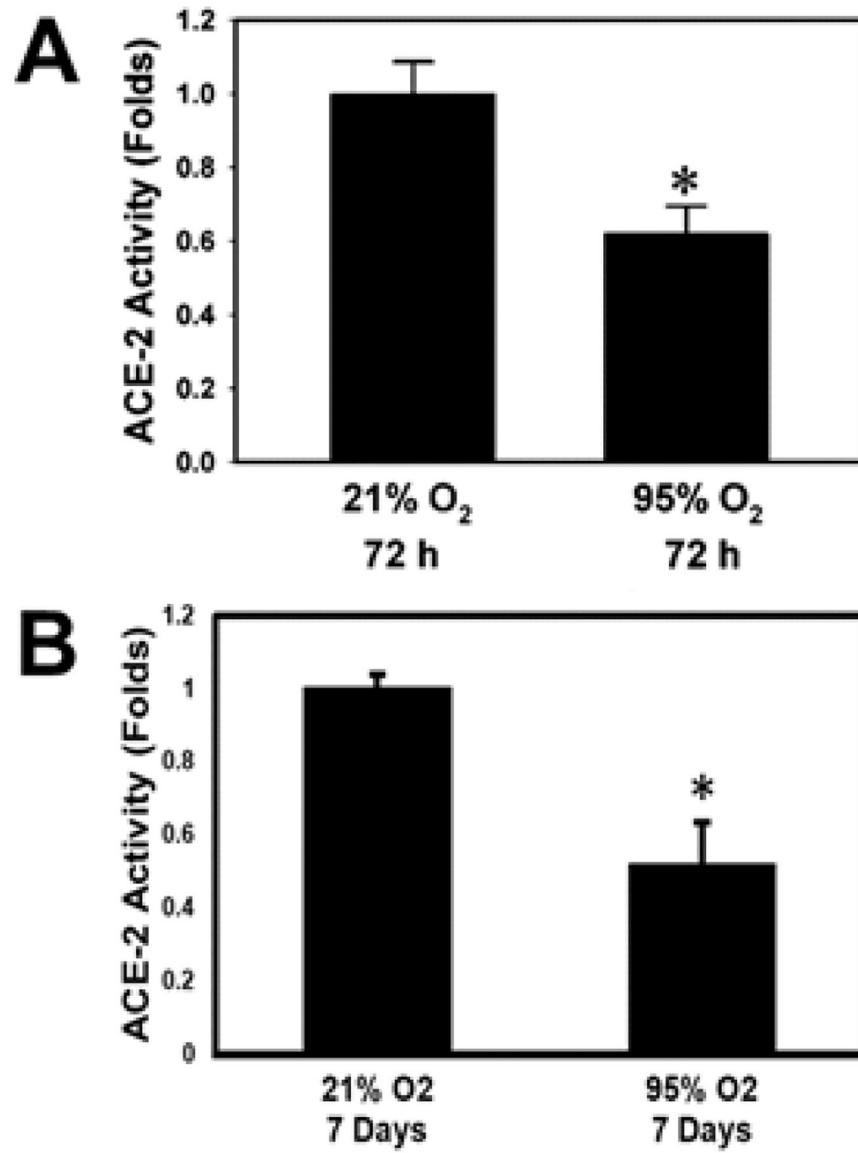 A
ACE-2 Activity (Folds)
1.2
1.0
0.8
0.6
0.4
0.2
0.0
*
21% O₂
72 h
95% O₂
72 h
B
ACE-2 Activity (Folds)
1.2
1
0.8
0.6
0.4
0.2
0
*
21% O2
7 Days
95% O2
7 Days